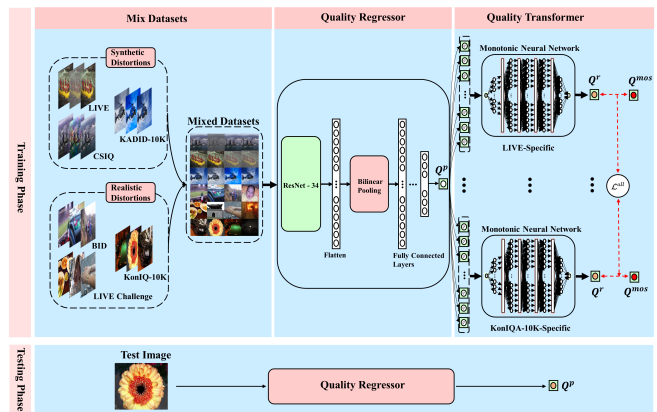 Mix Datasets
Quality Regressor
Quality Transformer
Training Phase
Synthetic
Distortions
LIVE
KADID-10K
CSIQ
Realistic
Distortions
BID
KonIQ-10K
LIVE Challenge
Mixed Datasets
ResNet - 34
Flatten
Bilinear
Pooling
Fully Connected
Layers
Q^p
Monotonic Neural Network
Q^r
Q^mos
LIVE-Specific
ℒ^all
Monotonic Neural Network
Q^r
Q^mos
KonIQA-10K-Specific
Testing Phase
Test Image
Quality Regressor
Q^p